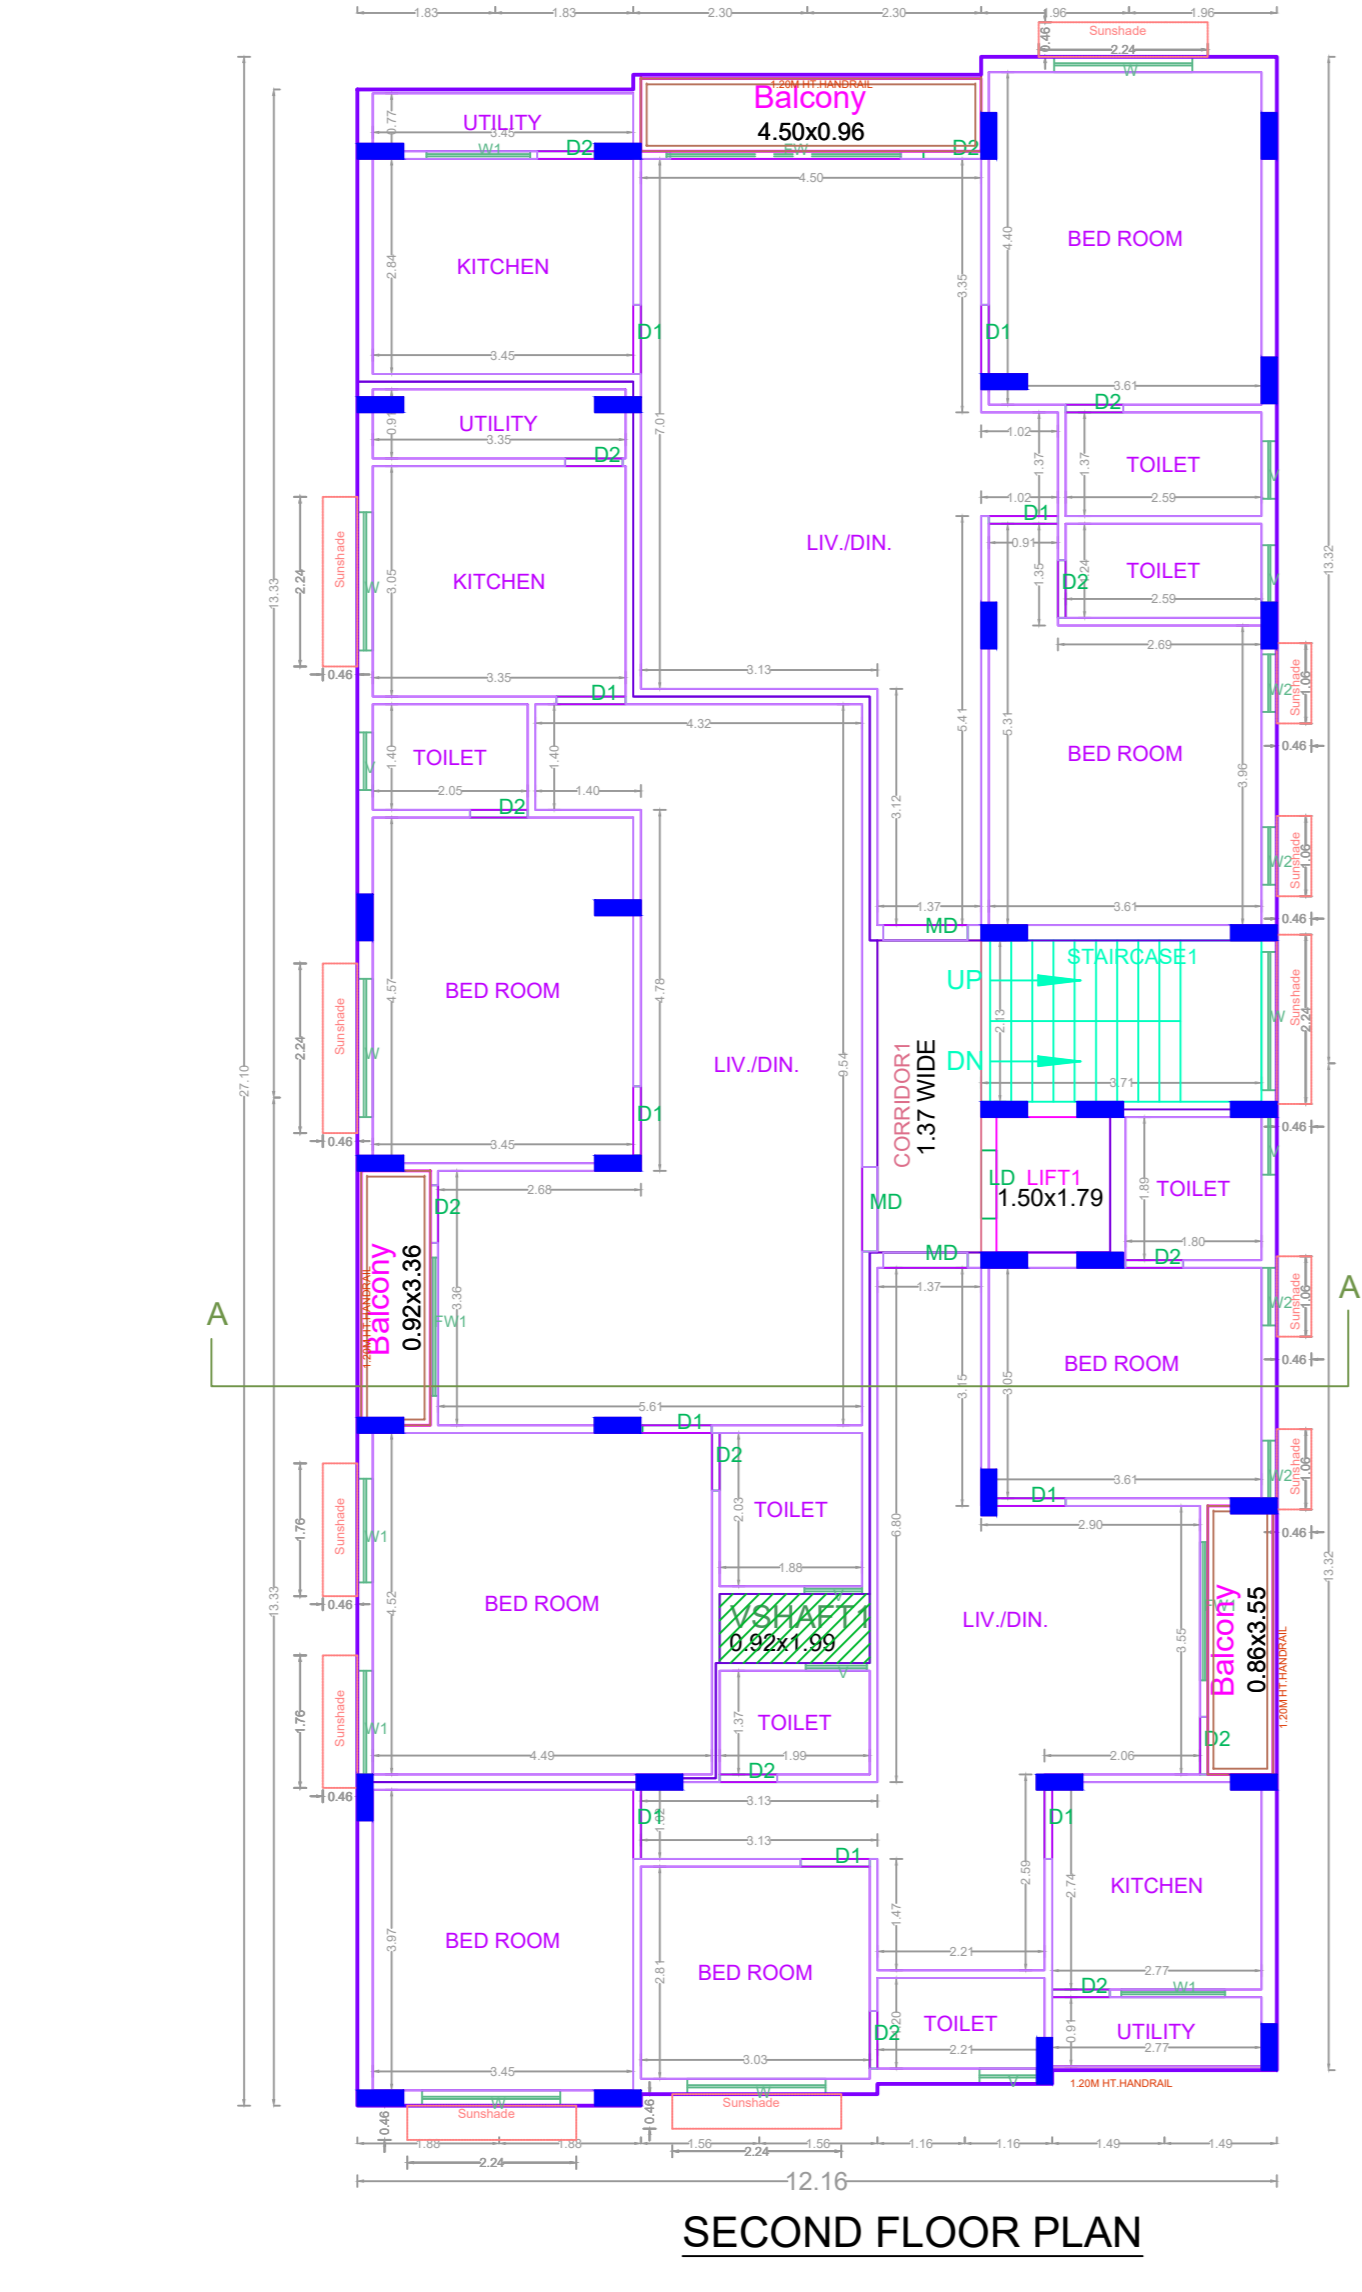 1.83
1.83
2.30
2.30
1.96
1.96
Sunshade
0.46
2.24
W
1.20M HT.HANDRAIL
Balcony
4.50x0.96
UTILITY
0.77
3.45
W1
D2
FW
D2
4.50
BED ROOM
4.40
KITCHEN
2.84
3.35
D1
D1
3.45
3.61
D2
UTILITY
0.91
3.35
7.01
1.02
1.37
1.37
TOILET
D2
1.02
2.59
V
D1
Sunshade
2.24
W
0.46
KITCHEN
3.05
LIV./DIN.
0.91
1.35
1.24
TOILET
D2
2.59
V
13.33
13.32
2.69
3.35
D1
3.13
W2
Sunshade
1.06
0.46
4.32
TOILET
1.40
1.40
V
2.05
1.40
D2
5.41
5.31
BED ROOM
3.96
3.12
W2
Sunshade
1.06
0.46
1.37
3.61
MD
STAIRCASE1
UP
DN
2.13
3.71
W
Sunshade
2.24
0.46
BED ROOM
4.57
4.78
Sunshade
2.24
W
0.46
27.10
LIV./DIN.
9.54
CORRIDOR1
1.37 WIDE
D1
3.45
2.68
D2
MD
LD
LIFT1
1.50x1.79
1.89
TOILET
V
1.80
D2
MD
1.37
Balcony
0.92x3.36
1.20M HT.HANDRAIL
3.36
FW1
A
A
W2
Sunshade
1.06
0.46
BED ROOM
3.15
3.05
5.61
D1
D2
3.61
D1
W2
Sunshade
1.06
0.46
2.90
Sunshade
1.76
W1
0.46
4.52
BED ROOM
2.03
TOILET
1.88
6.80
VSHAFT1
0.92x1.99
V
LIV./DIN.
3.55
Balcony
0.86x3.55
1.20M HT.HANDRAIL
13.33
13.32
Sunshade
1.76
W1
0.46
1.37
TOILET
4.49
1.99
D2
2.06
D2
3.13
D1
1.02
3.13
D1
D1
2.59
2.74
KITCHEN
1.47
2.21
2.77
BED ROOM
3.97
BED ROOM
2.81
D2
W1
TOILET
D2
2.21
0.91
UTILITY
2.77
3.45
3.03
1.20M HT.HANDRAIL
W
W
V
Sunshade
Sunshade
0.46
0.46
1.88
1.88
1.56
1.56
1.16
1.16
1.49
1.49
2.24
2.24
12.16
SECOND FLOOR PLAN